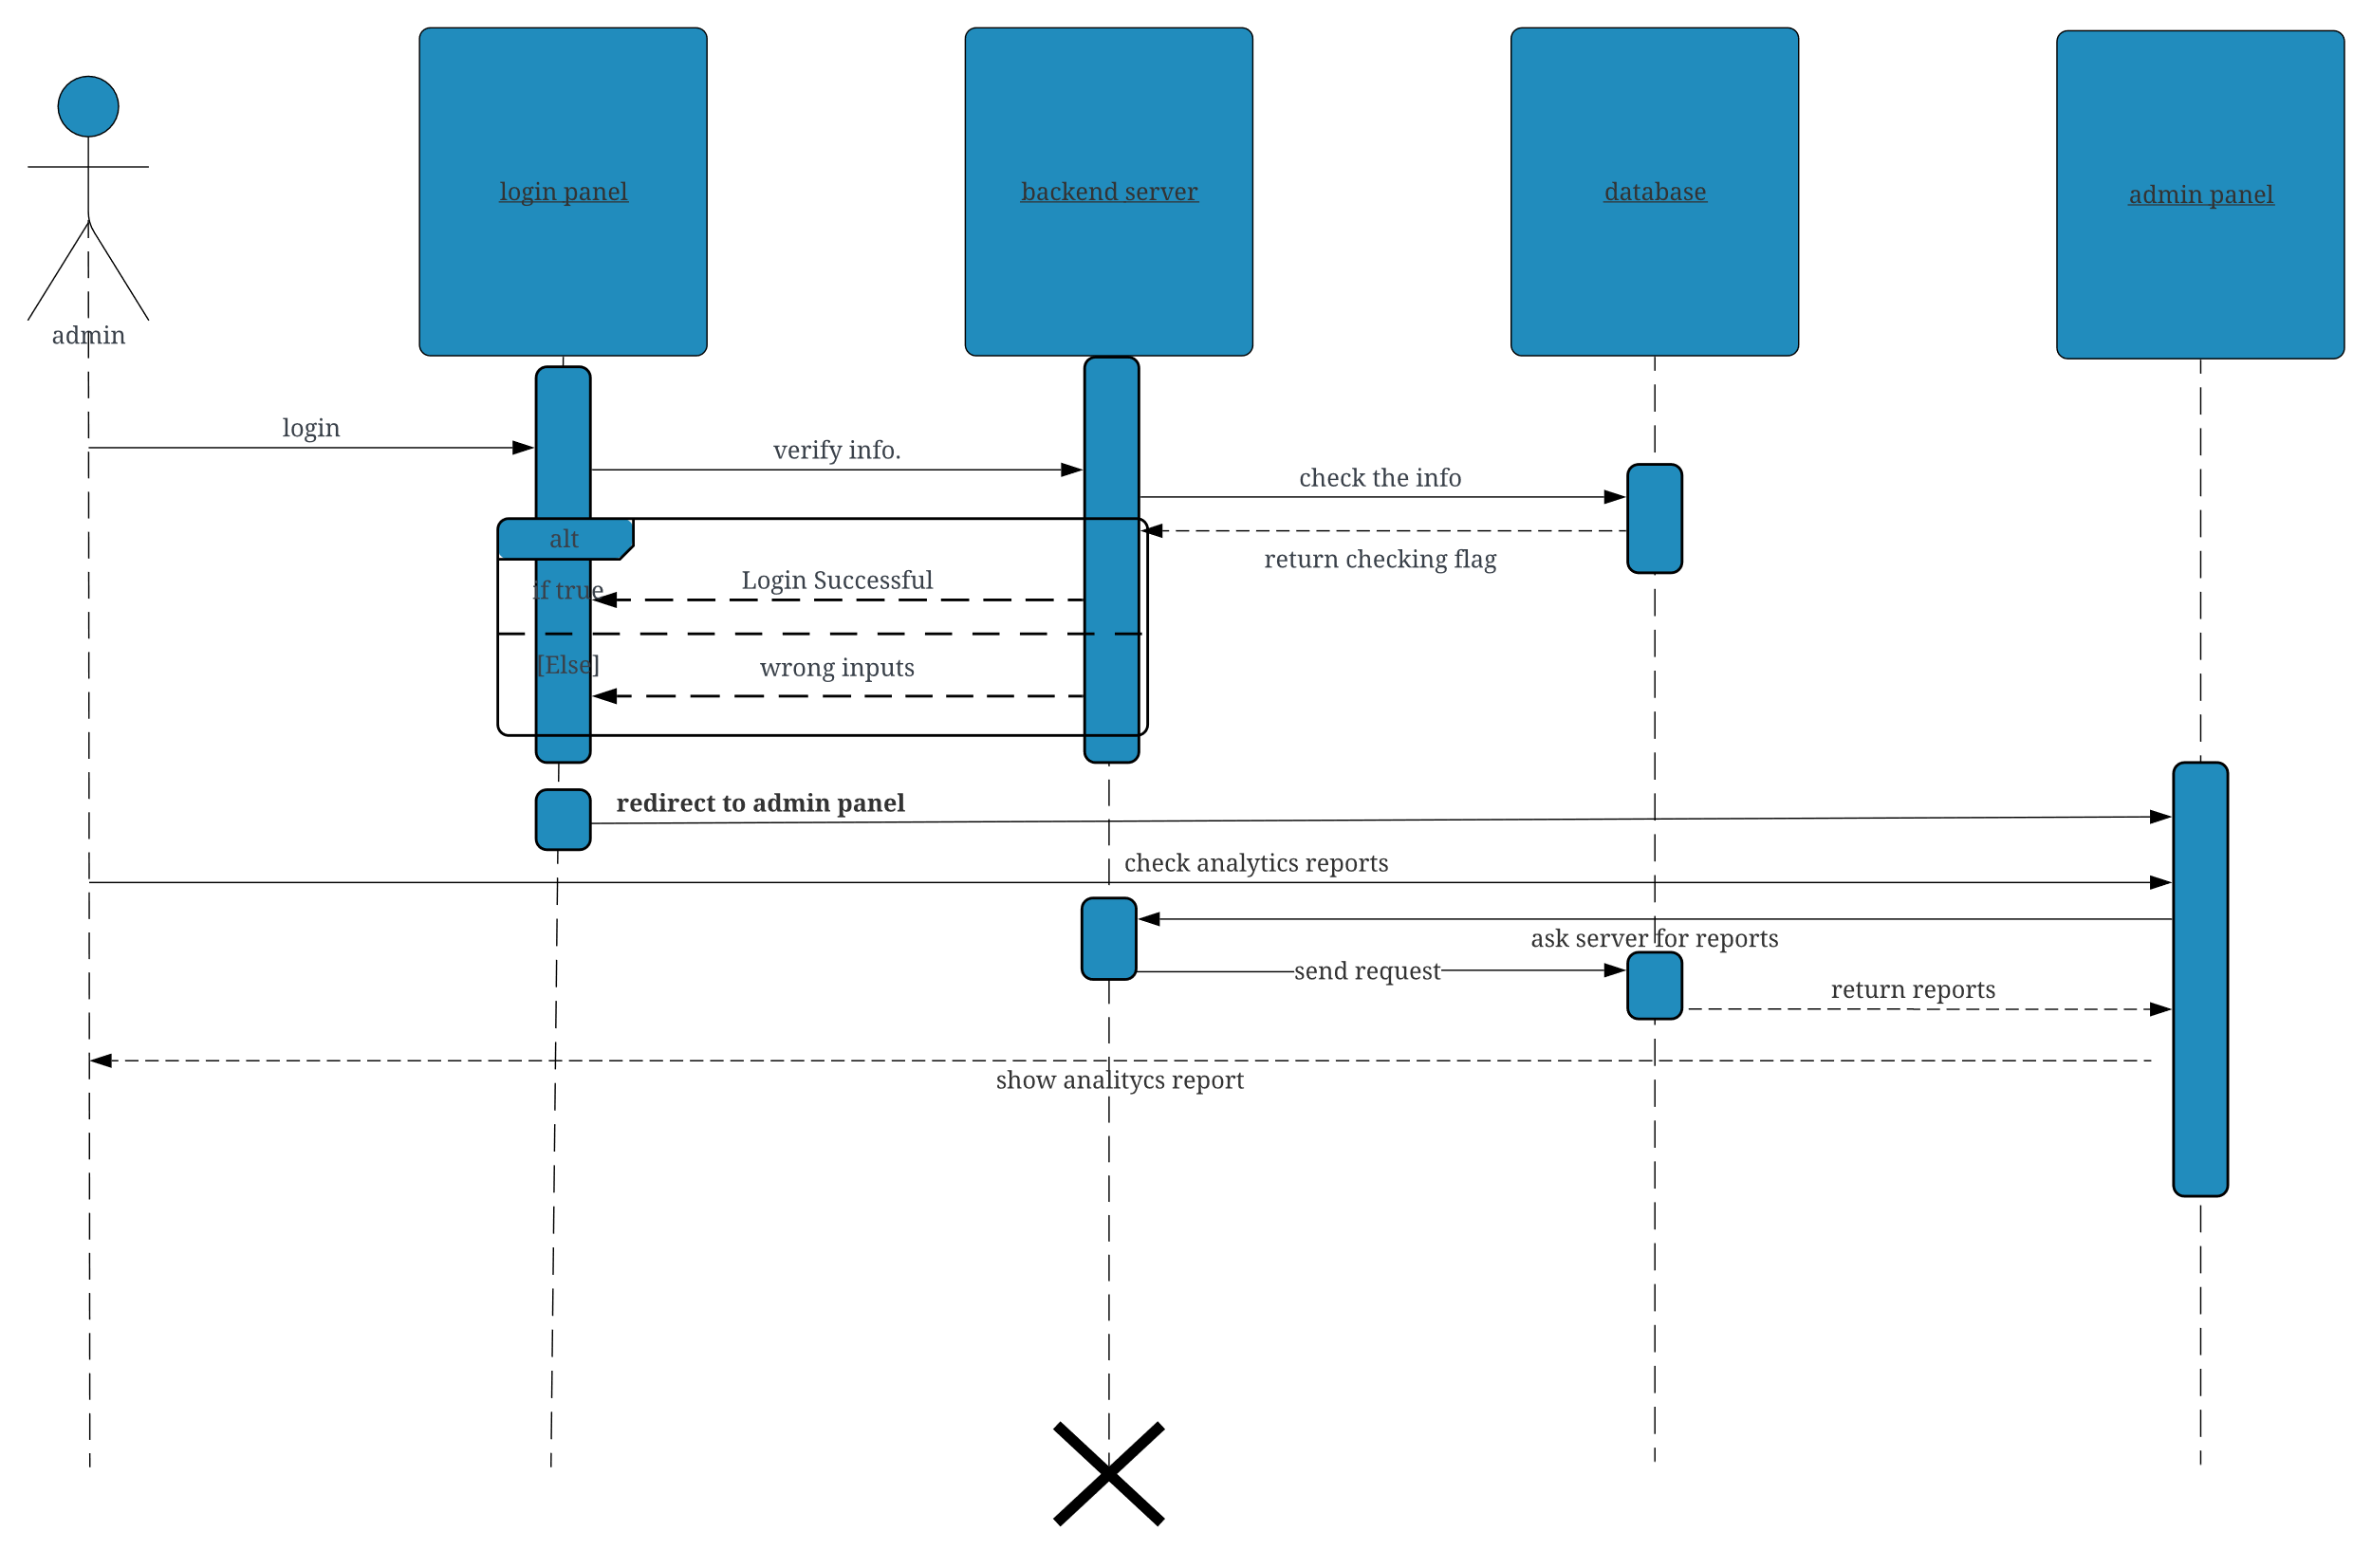 login panel
backend server
database
admin panel
admin
login
verify info.
check the info
alt
return checking flag
if true
Login Successful
[Else]
wrong inputs
redirect to admin panel
check analytics reports
ask server for reports
send request
return reports
show analitycs report